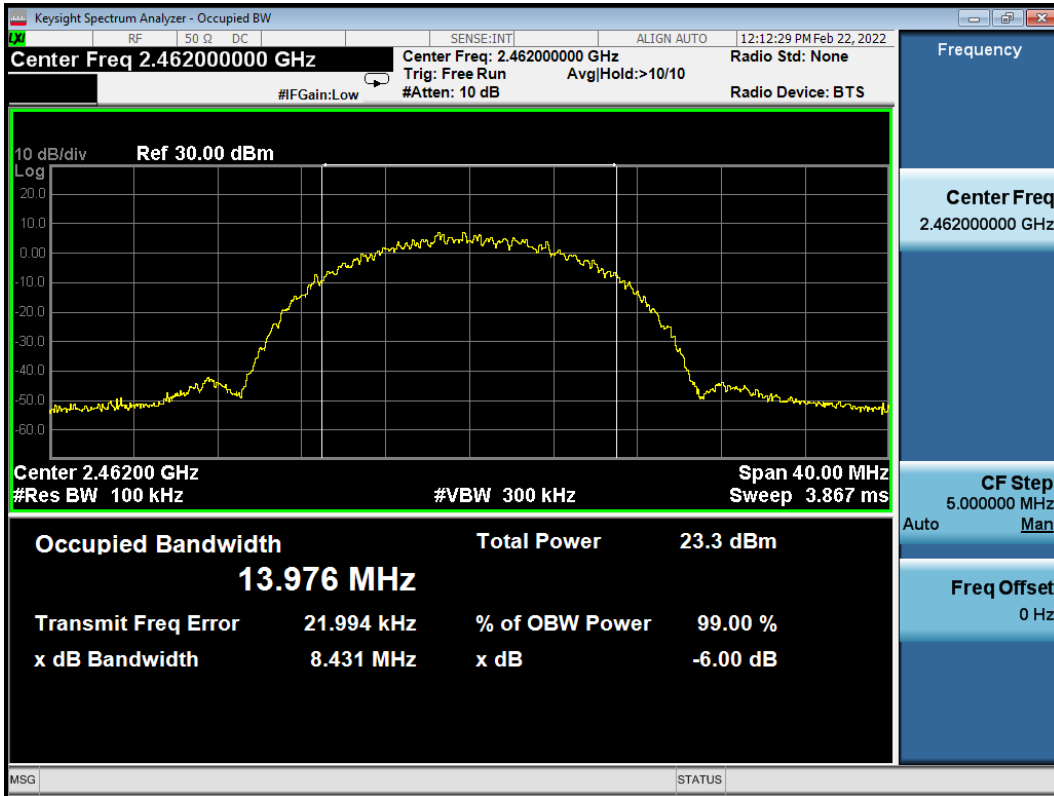 Keysight Spectrum Analyzer - Occupied BW
LXI RF 50 Ω DC SENSE:INT ALIGN AUTO 12:12:29 PM Feb 22, 2022
Center Freq 2.462000000 GHz
Center Freq: 2.462000000 GHz Radio Std: None
Trig: Free Run Avg|Hold:>10/10
#IFGain:Low #Atten: 10 dB Radio Device: BTS
10 dB/div Ref 30.00 dBm
Log
20.0
10.0
0.00
-10.0
-20.0
-30.0
-40.0
-50.0
-60.0
Center 2.46200 GHz Span 40.00 MHz
#Res BW 100 kHz #VBW 300 kHz Sweep 3.867 ms
Occupied Bandwidth Total Power 23.3 dBm
13.976 MHz
Transmit Freq Error 21.994 kHz % of OBW Power 99.00 %
x dB Bandwidth 8.431 MHz x dB -6.00 dB
MSG STATUS
Frequency
Center Freq
2.462000000 GHz
CF Step
5.000000 MHz
Auto Man
Freq Offset
0 Hz